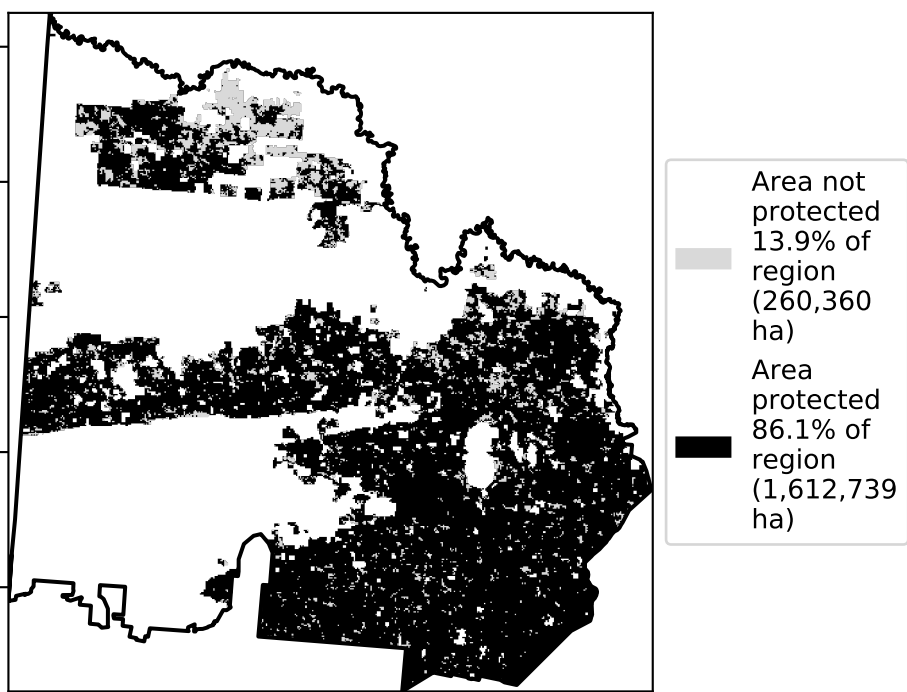 Area not
protected
13.9% of
region
(260,360
ha)
Area
protected
86.1% of
region
(1,612,739
ha)